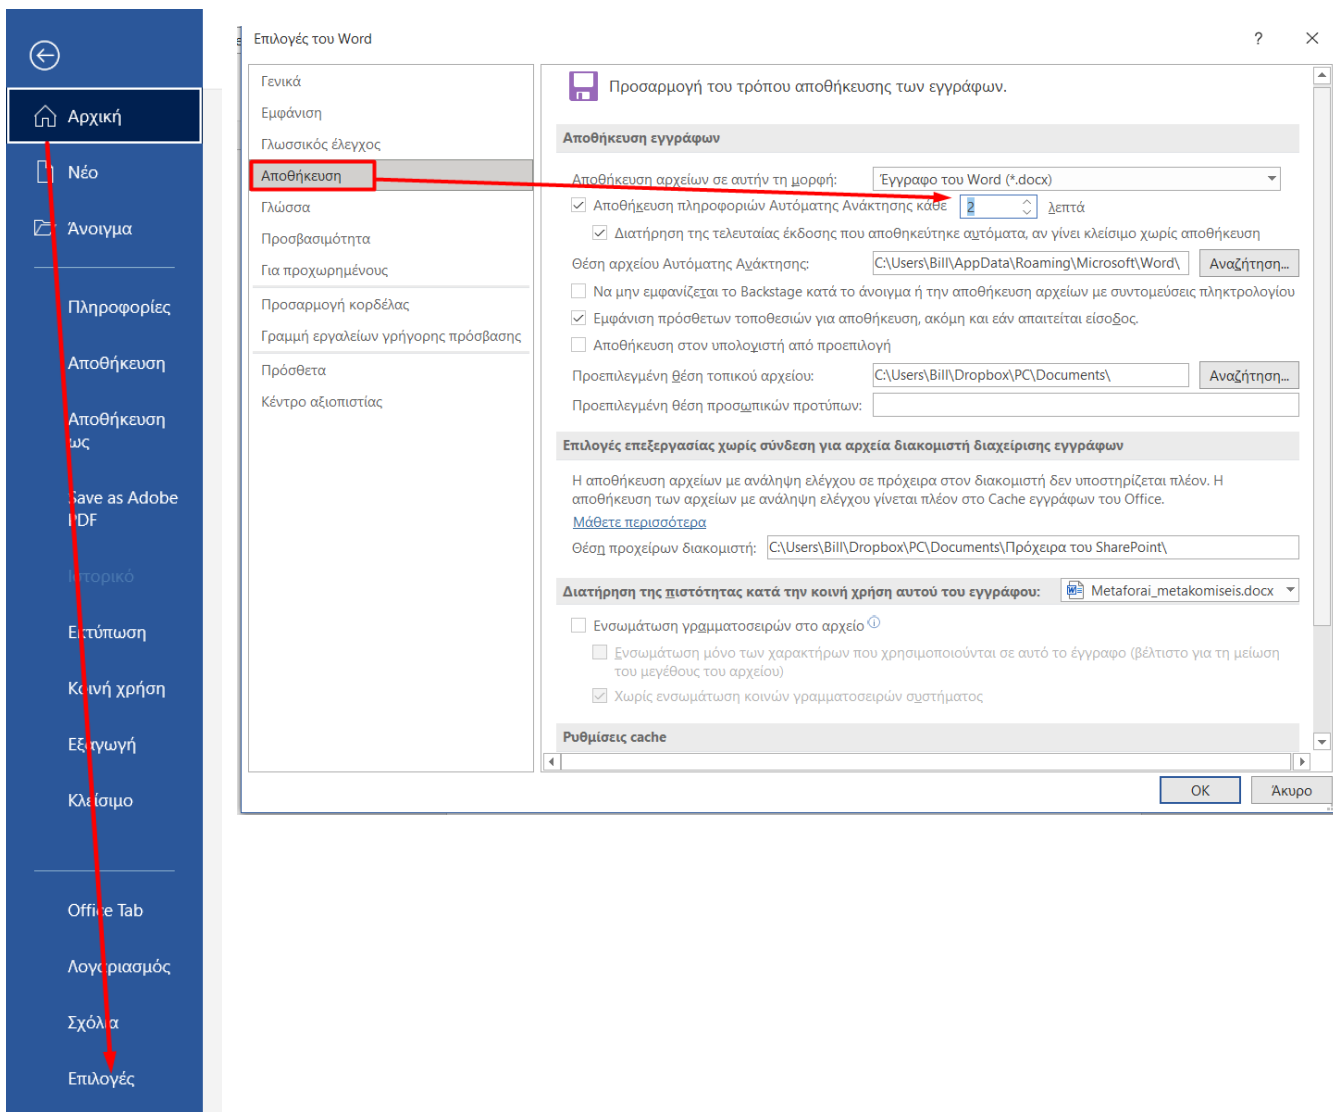 Αρχική
Νέο
Άνοιγμα
Πληροφορίες
Αποθήκευση
Αποθήκευση
ως
Save as Adobe
PDF
Ιστορικό
Εκτύπωση
Κοινή χρήση
Εξαγωγή
Κλείσιμο
Office Tab
Λογαριασμός
Σχόλια
Επιλογές
Επιλογές του Word
Γενικά
Εμφάνιση
Γλωσσικός έλεγχος
Αποθήκευση
Γλώσσα
Προσβασιμότητα
Για προχωρημένους
Προσαρμογή κορδέλας
Γραμμή εργαλείων γρήγορης πρόσβασης
Πρόσθετα
Κέντρο αξιοπιστίας
Προσαρμογή του τρόπου αποθήκευσης των εγγράφων.
Αποθήκευση εγγράφων
Αποθήκευση αρχείων σε αυτήν τη μορφή: Έγγραφο του Word (*.docx)
Αποθήκευση πληροφοριών Αυτόματης Ανάκτησης κάθε 2 λεπτά
Διατήρηση της τελευταίας έκδοσης που αποθηκεύτηκε αυτόματα, αν γίνει κλείσιμο χωρίς αποθήκευση
Θέση αρχείου Αυτόματης Ανάκτησης: C:\Users\Bill\AppData\Roaming\Microsoft\Word\ Αναζήτηση...
Να μην εμφανίζεται το Backstage κατά το άνοιγμα ή την αποθήκευση αρχείων με συντομεύσεις πληκτρολογίου
Εμφάνιση πρόσθετων τοποθεσιών για αποθήκευση, ακόμη και εάν απαιτείται είσοδος.
Αποθήκευση στον υπολογιστή από προεπιλογή
Προεπιλεγμένη θέση τοπικού αρχείου: C:\Users\Bill\Dropbox\PC\Documents\ Αναζήτηση...
Προεπιλεγμένη θέση προσωπικών προτύπων:
Επιλογές επεξεργασίας χωρίς σύνδεση για αρχεία διακομιστή διαχείρισης εγγράφων
Η αποθήκευση αρχείων με ανάληψη ελέγχου σε πρόχειρα στον διακομιστή δεν υποστηρίζεται πλέον. Η
αποθήκευση των αρχείων με ανάληψη ελέγχου γίνεται πλέον στο Cache εγγράφων του Office.
Μάθετε περισσότερα
Θέση προχείρων διακομιστή: C:\Users\Bill\Dropbox\PC\Documents\Πρόχειρα του SharePoint\
Διατήρηση της πιστότητας κατά την κοινή χρήση αυτού του εγγράφου: Metaforai_metakomiseis.docx
Ενσωμάτωση γραμματοσειρών στο αρχείο
Ενσωμάτωση μόνο των χαρακτήρων που χρησιμοποιούνται σε αυτό το έγγραφο (βέλτιστο για τη μείωση
του μεγέθους του αρχείου)
Χωρίς ενσωμάτωση κοινών γραμματοσειρών συστήματος
Ρυθμίσεις cache
OK Άκυρο